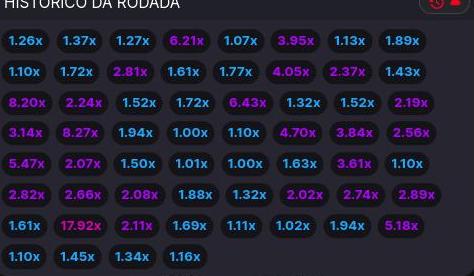 HISTÓRICO DA RODADA
1.26x 1.37x 1.27x 6.21x 1.07x 3.95x 1.13x 1.89x
1.10x 1.72x 2.81x 1.61x 1.77x 4.05x 2.37x 1.43x
8.20x 2.24x 1.52x 1.72x 6.43x 1.32x 1.52x 2.19x
3.14x 8.27x 1.94x 1.00x 1.10x 4.70x 3.84x 2.56x
5.47x 2.07x 1.50x 1.01x 1.00x 1.63x 3.61x 1.10x
2.82x 2.66x 2.08x 1.88x 1.32x 2.02x 2.74x 2.89x
1.61x 17.92x 2.11x 1.69x 1.11x 1.02x 1.94x 5.18x
1.10x 1.45x 1.34x 1.16x